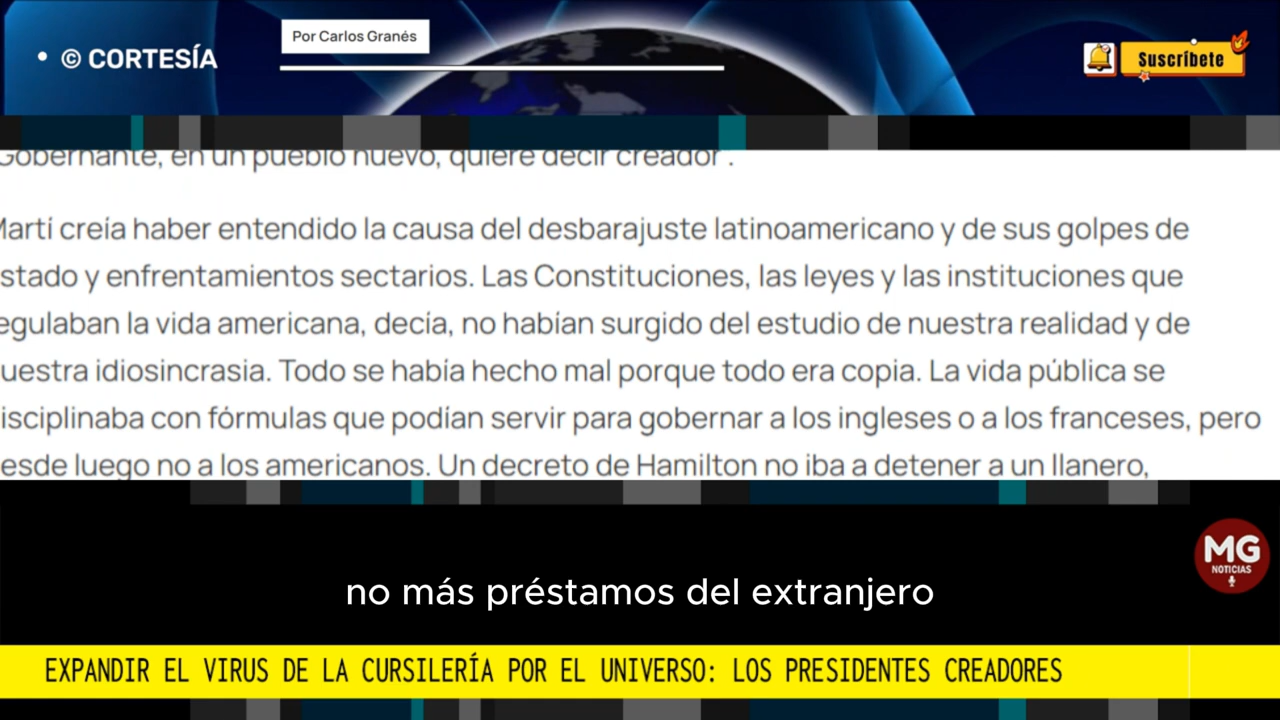 • © CORTESÍA
Por Carlos Granés
Suscríbete
Gobernante, en un pueblo nuevo, quiere decir creador".
Martí creía haber entendido la causa del desbarajuste latinoamericano y de sus golpes de
stado y enfrentamientos sectarios. Las Constituciones, las leyes y las instituciones que
egulaban la vida americana, decía, no habían surgido del estudio de nuestra realidad y de
uestra idiosincrasia. Todo se había hecho mal porque todo era copia. La vida pública se
isciplinaba con fórmulas que podían servir para gobernar a los ingleses o a los franceses, pero
esde luego no a los americanos. Un decreto de Hamilton no iba a detener a un llanero,
MG
NOTICIAS
no más préstamos del extranjero
EXPANDIR EL VIRUS DE LA CURSILERÍA POR EL UNIVERSO: LOS PRESIDENTES CREADORES